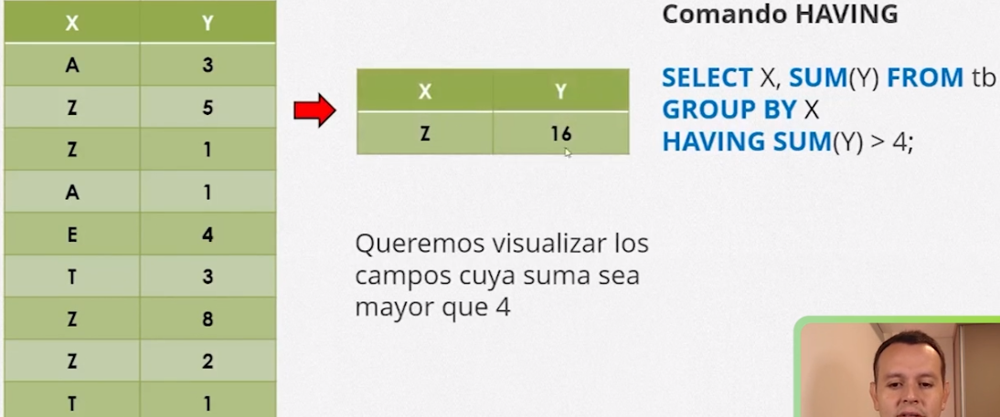 X Y
A 3
Z 5
Z 1
A 1
E 4
T 3
Z 8
Z 2
T 1
X Y
Z 16
Queremos visualizar los
campos cuya suma sea
mayor que 4
Comando HAVING
SELECT X, SUM(Y) FROM tb
GROUP BY X
HAVING SUM(Y) > 4;